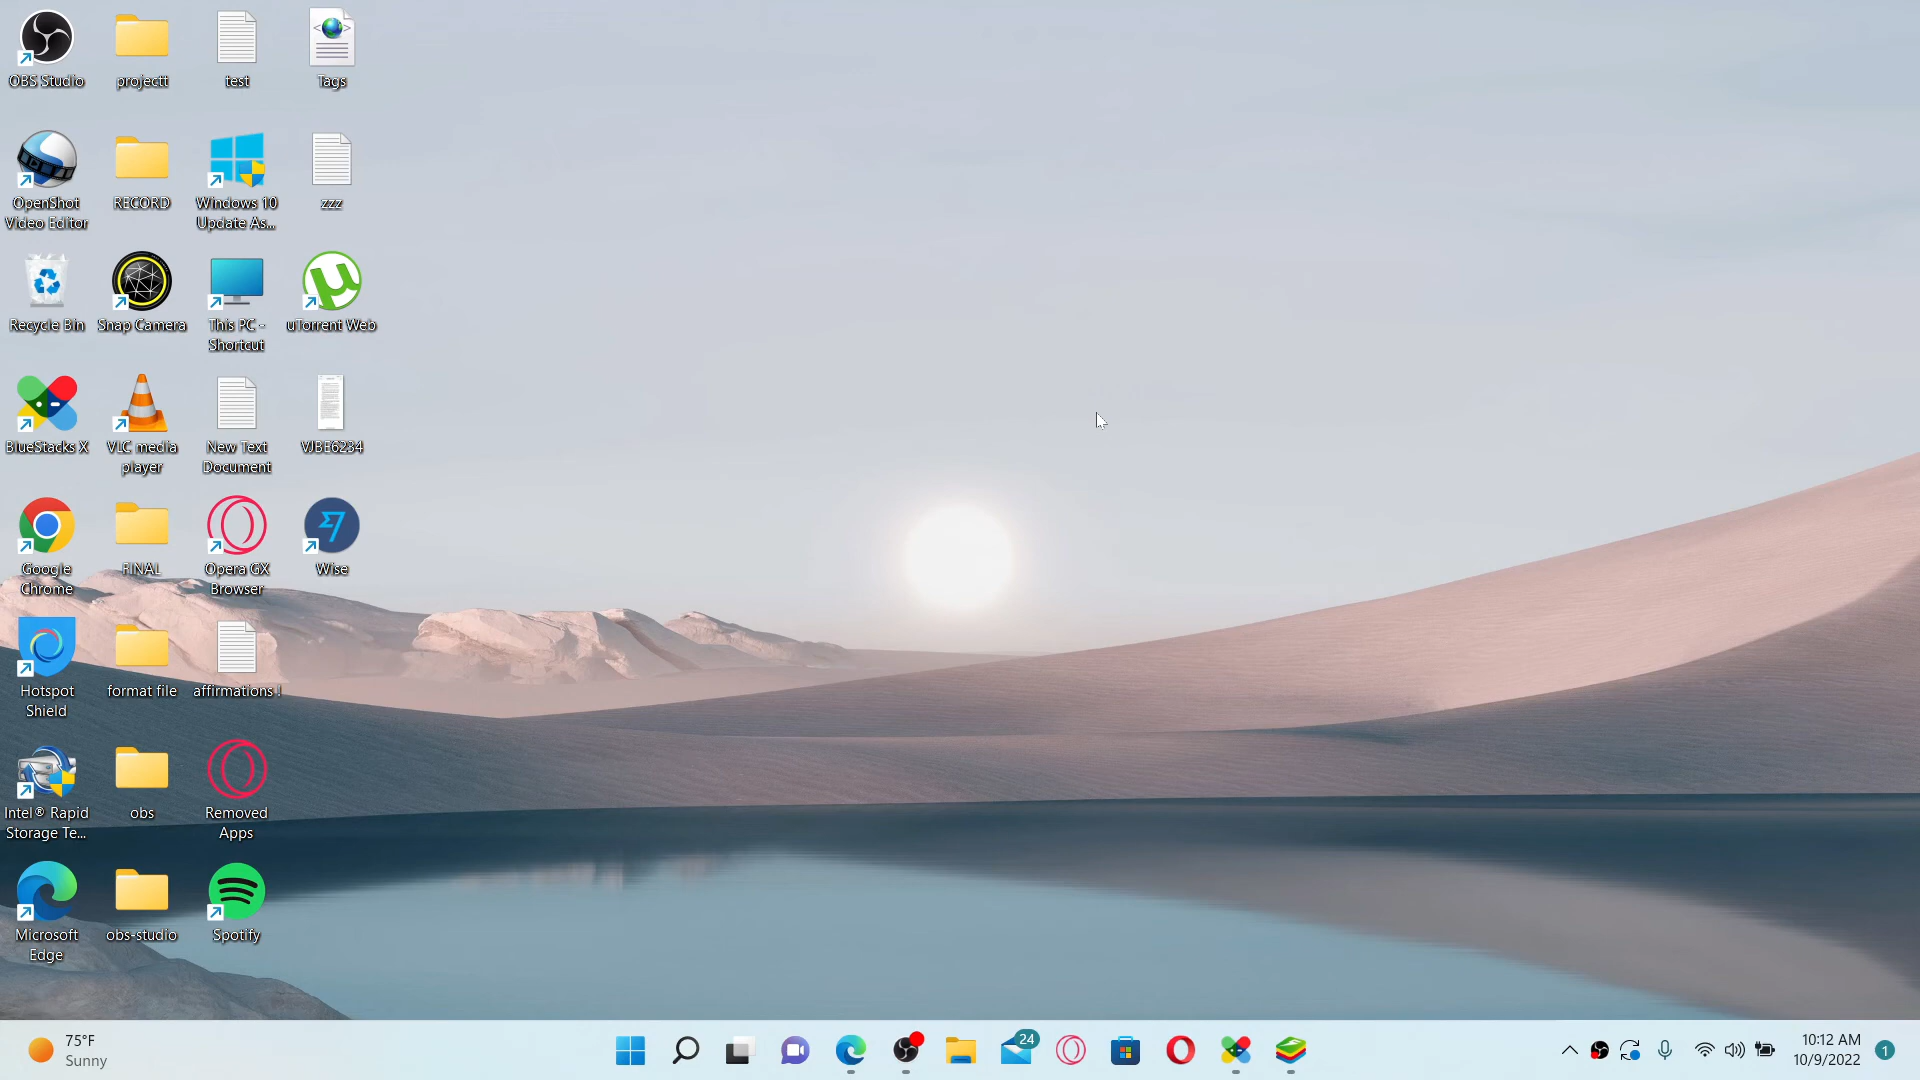 OBS Studio
projectt
test
Tags
OpenShot
Video Editor
RECORD
Windows 10
Update As...
zzz
Recycle Bin
Snap Camera
This PC -
Shortcut
uTorrent Web
BlueStacks X
VLC media
player
New Text
Document
VJBE6234
Google
Chrome
RINAL
Opera GX
Browser
Wise
Hotspot
Shield
format file
affirmations !
Intel® Rapid
Storage Te...
obs
Removed
Apps
Microsoft
Edge
obs-studio
Spotify
75°F
Sunny
24
10:12 AM
10/9/2022
1